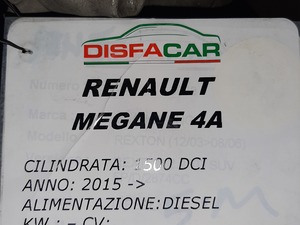 DISFACAR
RENAULT
MEGANE 4A
CILINDRATA: 1500 DCI
ANNO: 2015 ->
ALIMENTAZIONE:DIESEL
KW : - CV: